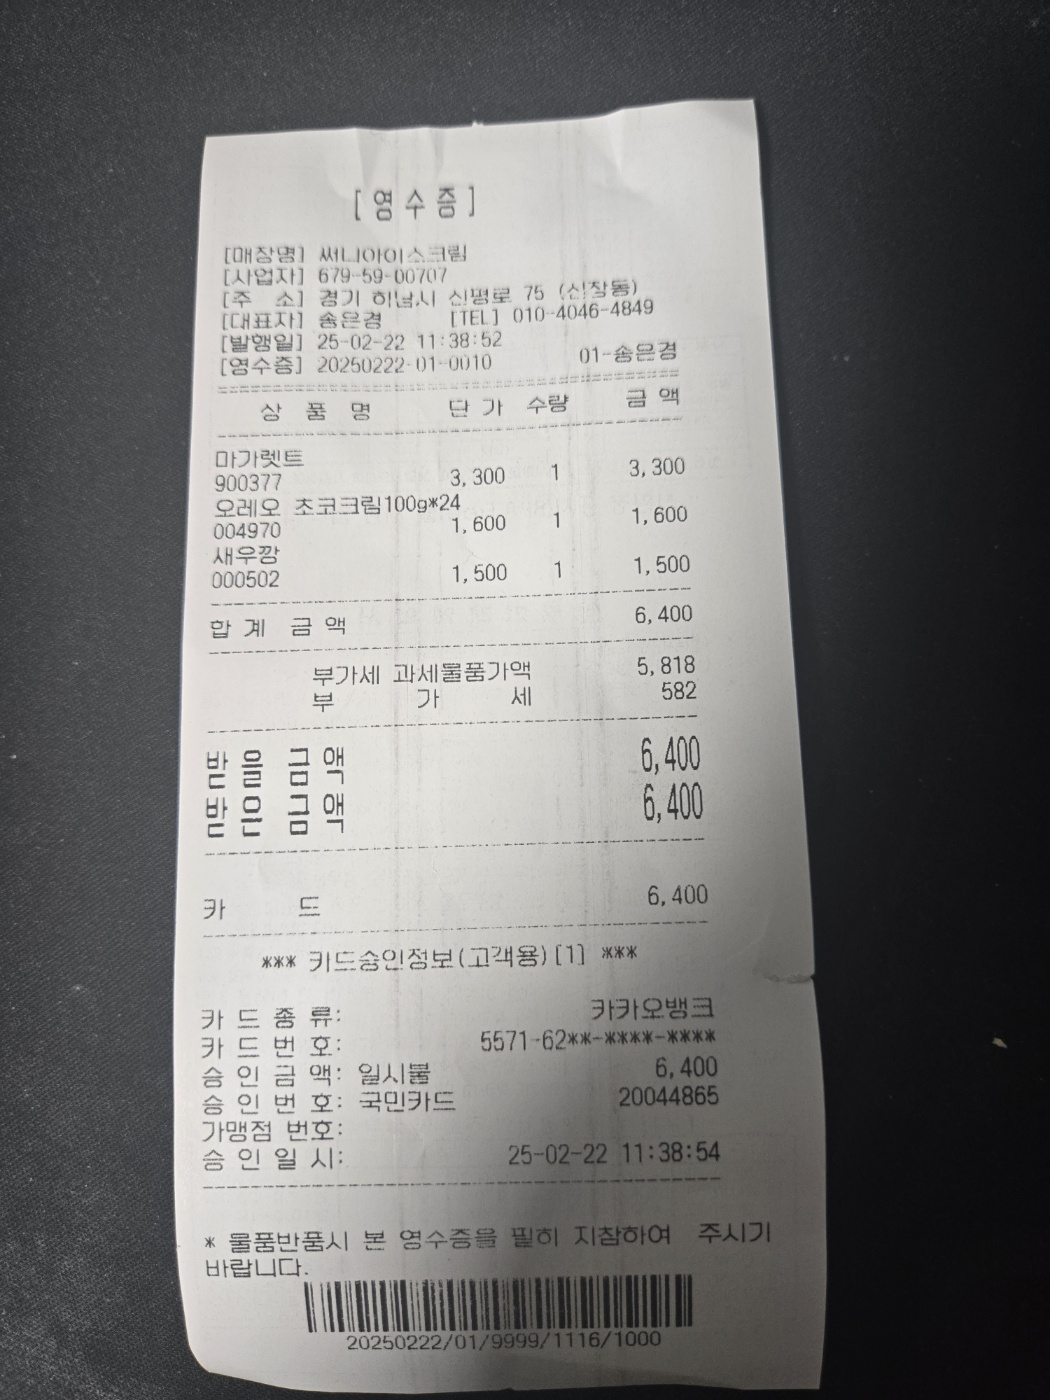 [영수증]
[매장명] 써니아이스크림
[사업자] 679-59-00707
[주 소] 경기 하남시 신평로 75 (신장동)
[대표자] 송은경 [TEL] 010-4046-4849
[발행일] 25-02-22 11:38:52
[영수증] 20250222-01-0010 01-송은경
상 품 명 단 가 수량 금 액
마가렛트
900377 3,300 1 3,300
오레오 초코크림100g*24
004970 1,600 1 1,600
새우깡
000502 1,500 1 1,500
합 계 금 액 6,400
부가세 과세물품가액 5,818
부 가 세 582
받 을 금 액 6,400
받 은 금 액 6,400
카 드 6,400
*** 카드승인정보(고객용)[1] ***
카 드 종 류: 카카오뱅크
카 드 번 호: 5571-62**-****-****
승 인 금 액: 일시불 6,400
승 인 번 호: 국민카드 20044865
가맹점 번호:
승 인 일 시: 25-02-22 11:38:54
* 물품반품시 본 영수증을 필히 지참하여 주시기
바랍니다.
20250222/01/9999/1116/1000